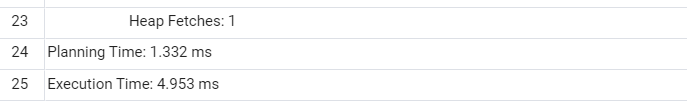 23 Heap Fetches: 1
24 Planning Time: 1.332 ms
25 Execution Time: 4.953 ms